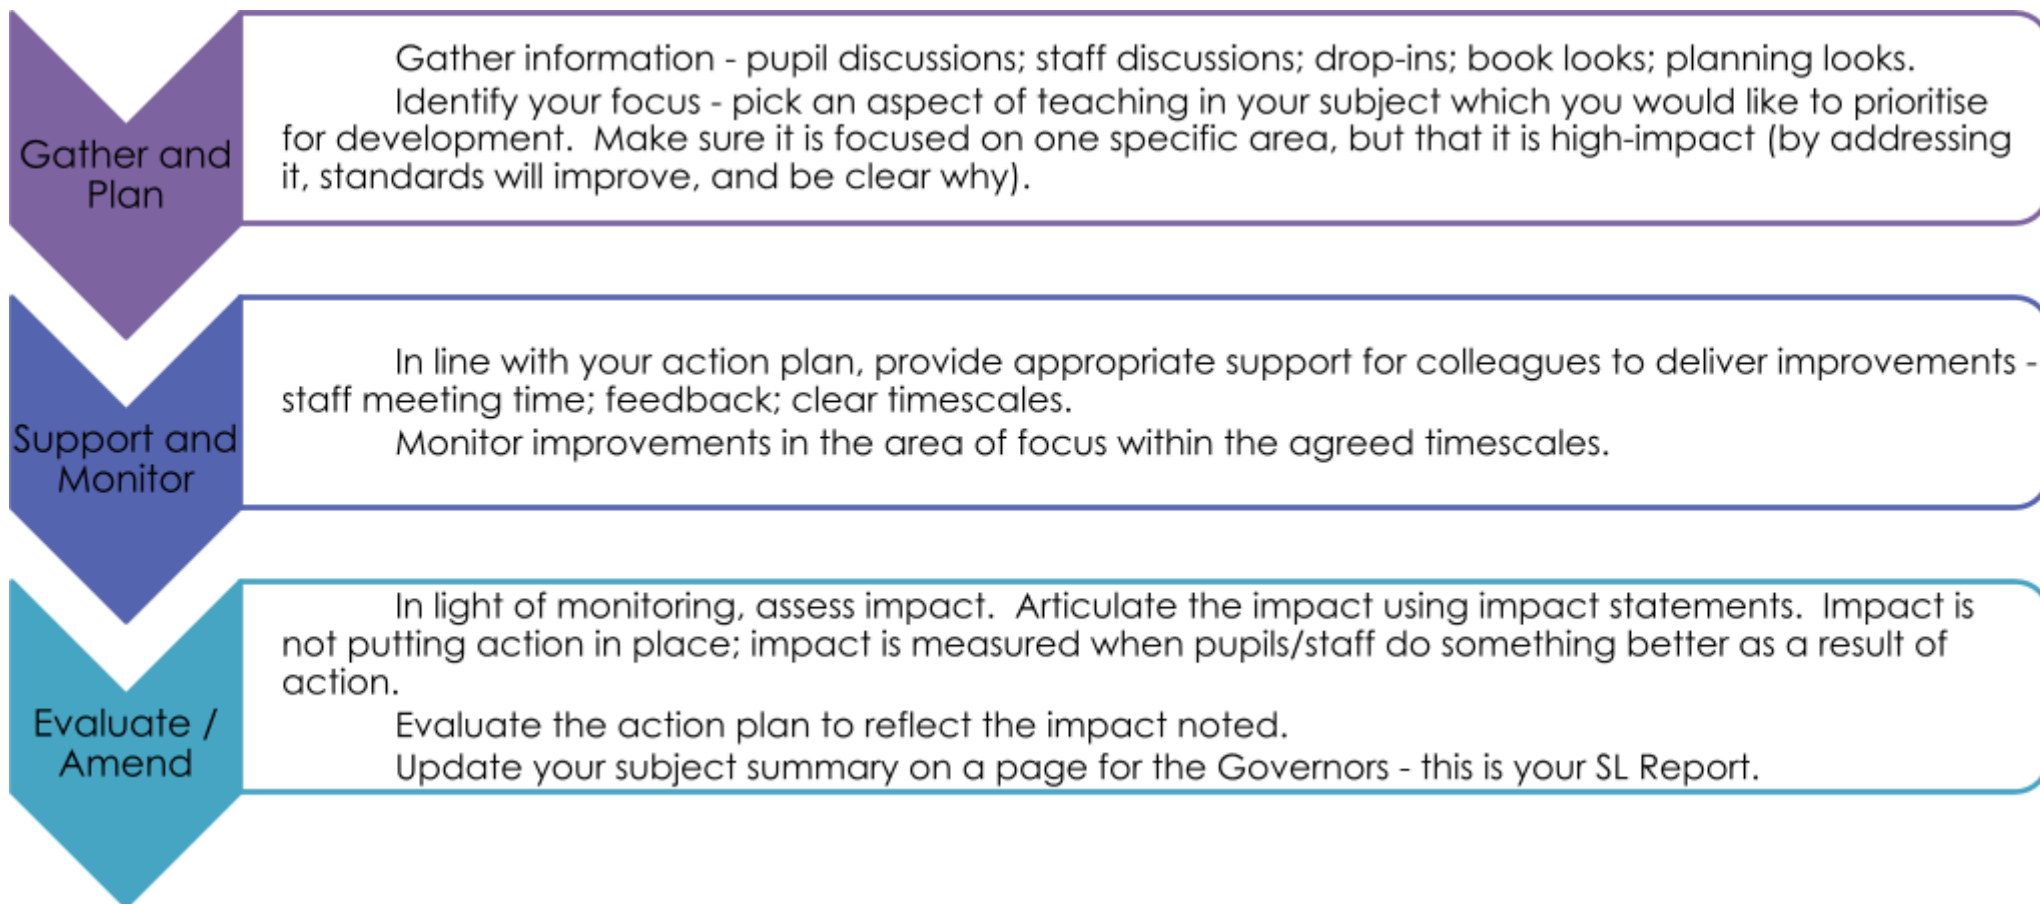 Gather and
Plan
Gather information - pupil discussions; staff discussions; drop-ins; book looks; planning looks.
Identify your focus - pick an aspect of teaching in your subject which you would like to prioritise
for development.  Make sure it is focused on one specific area, but that it is high-impact (by addressing
it, standards will improve, and be clear why).
Support and
Monitor
In line with your action plan, provide appropriate support for colleagues to deliver improvements -
staff meeting time; feedback; clear timescales.
Monitor improvements in the area of focus within the agreed timescales.
Evaluate /
Amend
In light of monitoring, assess impact.  Articulate the impact using impact statements.  Impact is
not putting action in place; impact is measured when pupils/staff do something better as a result of
action.
Evaluate the action plan to reflect the impact noted.
Update your subject summary on a page for the Governors - this is your SL Report.